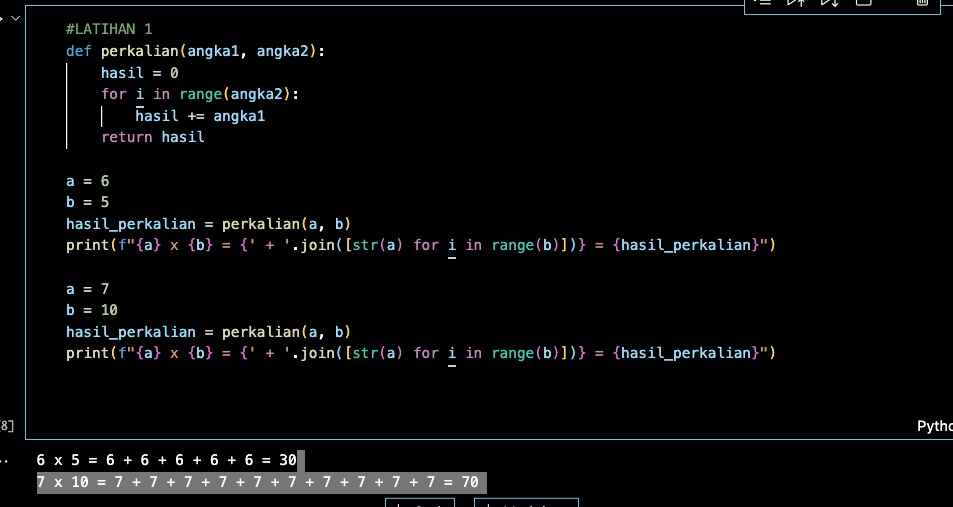 #LATIHAN 1
def perkalian(angka1, angka2):
    hasil = 0
    for i in range(angka2):
        hasil += angka1
    return hasil

a = 6
b = 5
hasil_perkalian = perkalian(a, b)
print(f"{a} x {b} = {' + '.join([str(a) for i in range(b)])} = {hasil_perkalian}")

a = 7
b = 10
hasil_perkalian = perkalian(a, b)
print(f"{a} x {b} = {' + '.join([str(a) for i in range(b)])} = {hasil_perkalian}")
8]
Pytho
6 x 5 = 6 + 6 + 6 + 6 + 6 = 30
7 x 10 = 7 + 7 + 7 + 7 + 7 + 7 + 7 + 7 + 7 + 7 = 70